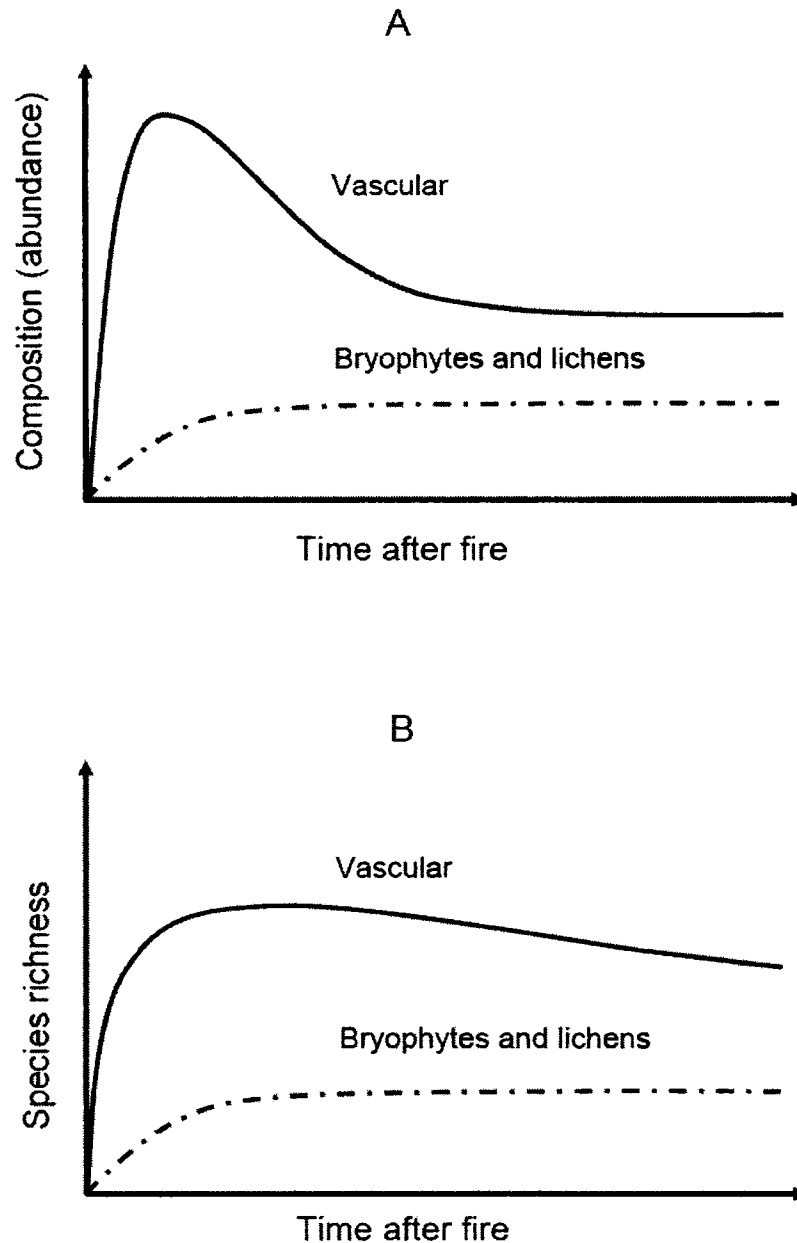 A
Composition (abundance)
Vascular
Bryophytes and lichens
Time after fire
B
Species richness
Vascular
Bryophytes and lichens
Time after fire